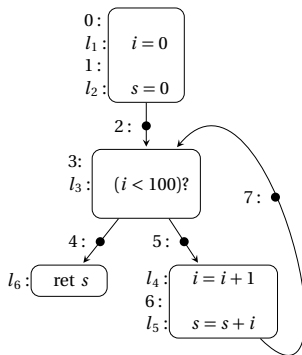 0:
l₁: i = 0
1:
l₂: s = 0
2:
3:
l₃: (i < 100)?
7:
4: 5:
l₆: ret s
l₄: i = i + 1
6:
l₅: s = s + i